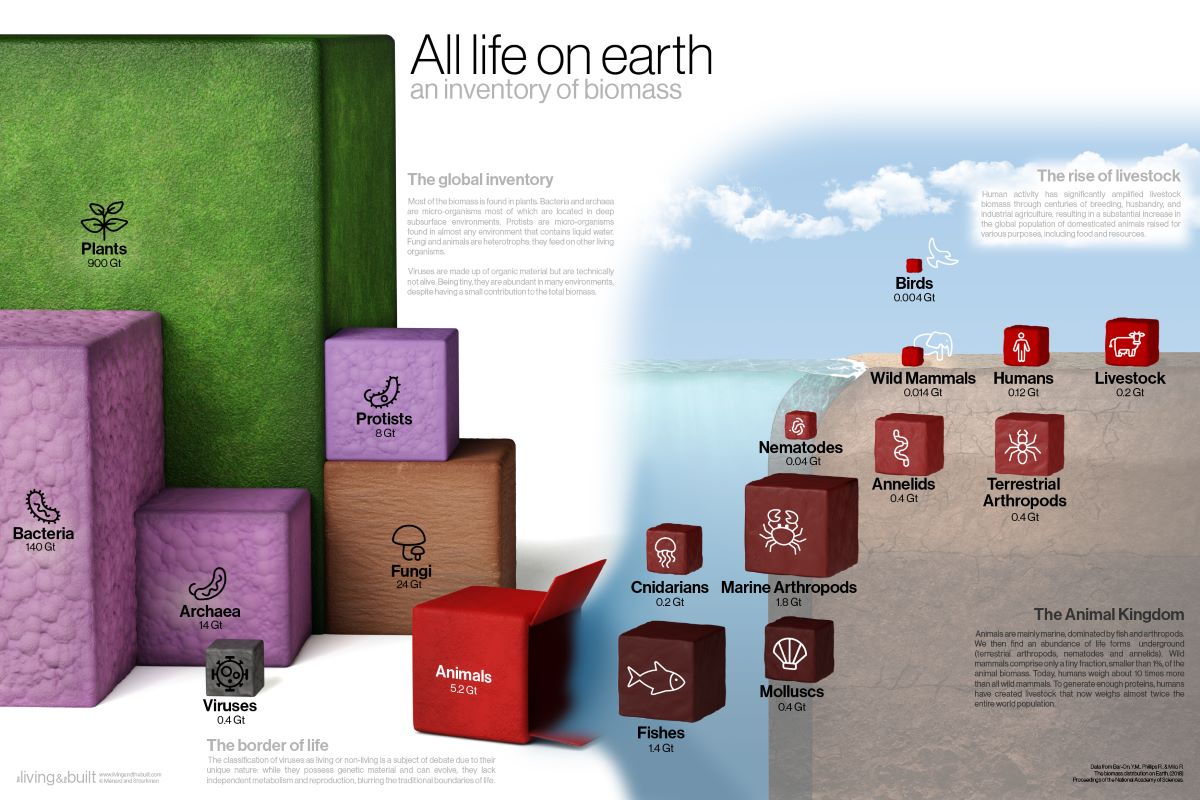 All life on earth
an inventory of biomass
The global inventory
Most of the biomass is found in plants. Bacteria and archaea
are micro-organisms most of which are located in deep
subsurface environments. Protists are micro-organisms
found in almost any environment that contains liquid water.
Fungi and animals are heterotrophs: they feed on other living
organisms.
Viruses are made up of organic material but are technically
not alive. Being tiny, they are abundant in many environments,
despite having a small contribution to the total biomass.
The rise of livestock
Human activity has significantly amplified livestock
biomass through centuries of breeding, husbandry, and
industrial agriculture, resulting in a substantial increase in
the global population of domesticated animals raised for
various purposes, including food and resources.
Plants
900 Gt
Birds
0.004 Gt
Wild Mammals
0.014 Gt
Humans
0.12 Gt
Livestock
0.2 Gt
Protists
8 Gt
Nematodes
0.04 Gt
Annelids
0.4 Gt
Terrestrial
Arthropods
0.4 Gt
Bacteria
140 Gt
Fungi
24 Gt
Cnidarians
0.2 Gt
Marine Arthropods
1.8 Gt
Archaea
14 Gt
Animals
5.2 Gt
Viruses
0.4 Gt
Molluscs
0.4 Gt
Fishes
1.4 Gt
The Animal Kingdom
Animals are mainly marine, dominated by fish and arthropods.
We then find an abundance of life forms underground
(terrestrial arthropods, nematodes and annelids). Wild
mammals comprise only a tiny fraction, smaller than 1%, of the
animal biomass. Today, humans weigh about 10 times more
than all wild mammals. To generate enough proteins, humans
have created livestock that now weighs almost twice the
entire world population.
The border of life
The classification of viruses as living or non-living is a subject of debate due to their
unique nature: while they possess genetic material and can evolve, they lack
independent metabolism and reproduction, blurring the traditional boundaries of life.
the living & the built
www.livingandthebuilt.com
Data from Bar-On, Y.M., Phillips R., & Milo R.
The biomass distribution on Earth. (2018)
Proceedings of the National Academy of Sciences.